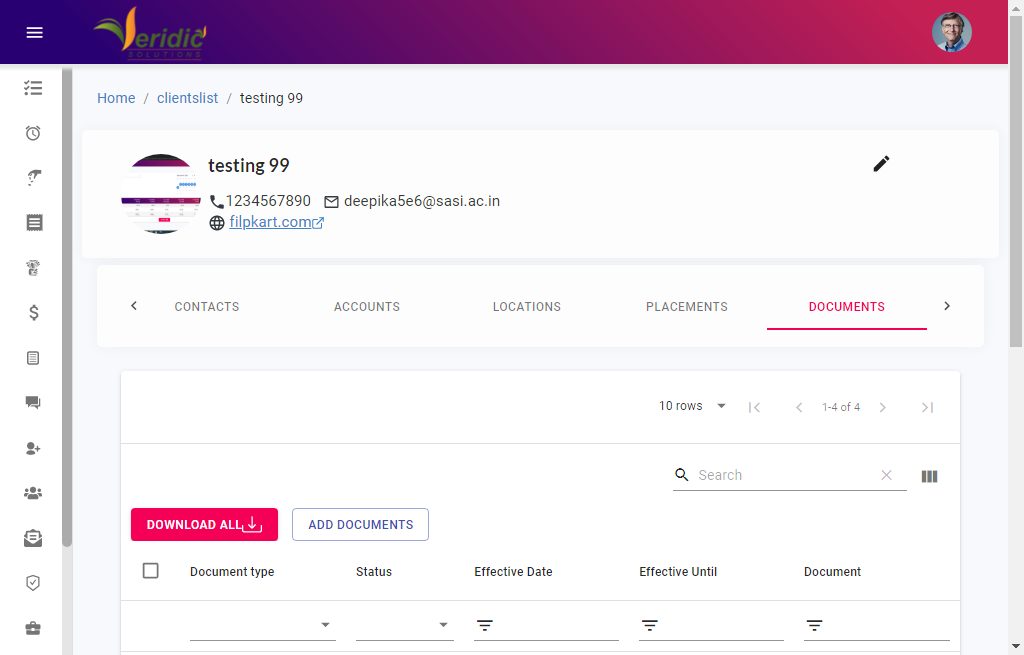 Veridic
SOLUTIONS
Home / clientslist / testing 99
testing 99
1234567890 deepika5e6@sasi.ac.in
filpkart.com
CONTACTS ACCOUNTS LOCATIONS PLACEMENTS DOCUMENTS
10 rows 1-4 of 4
Search
DOWNLOAD ALL ADD DOCUMENTS
Document type Status Effective Date Effective Until Document